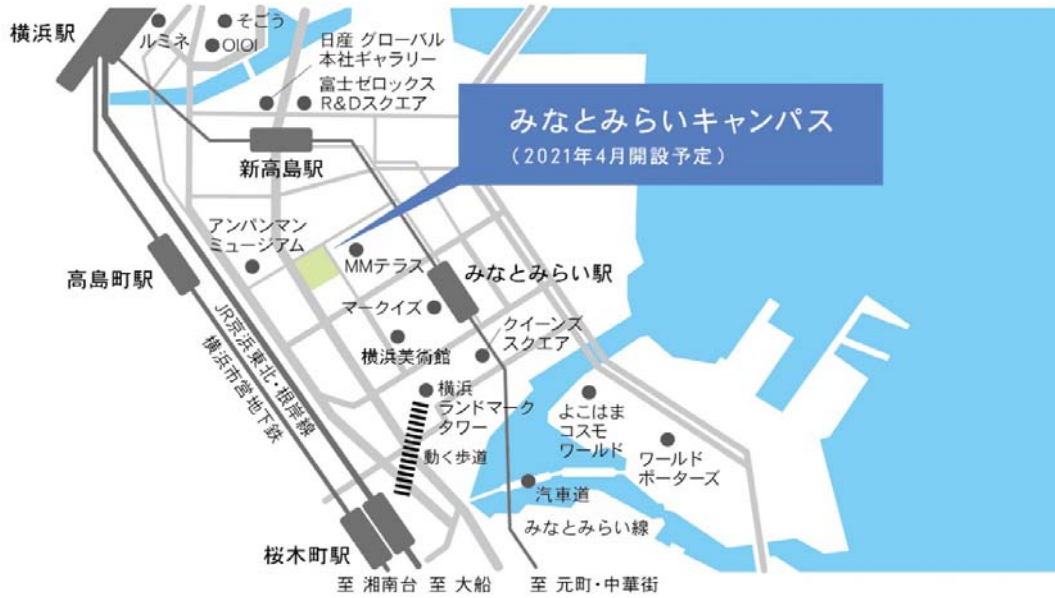 横浜駅
ルミネ
そごう
OIOI
日産 グローバル
本社ギャラリー
富士ゼロックス
R&Dスクエア
みなとみらいキャンパス
(2021年4月開設予定)
新高島駅
アンパンマン
ミュージアム
MMテラス
高島町駅
みなとみらい駅
マークイズ
クイーンズ
スクエア
横浜美術館
JR京浜東北・根岸線
横浜市営地下鉄
横浜
ランドマーク
タワー
よこはま
コスモ
ワールド
ワールド
ポーターズ
動く歩道
汽車道
みなとみらい線
桜木町駅
至 湘南台
至 大船
至 元町・中華街